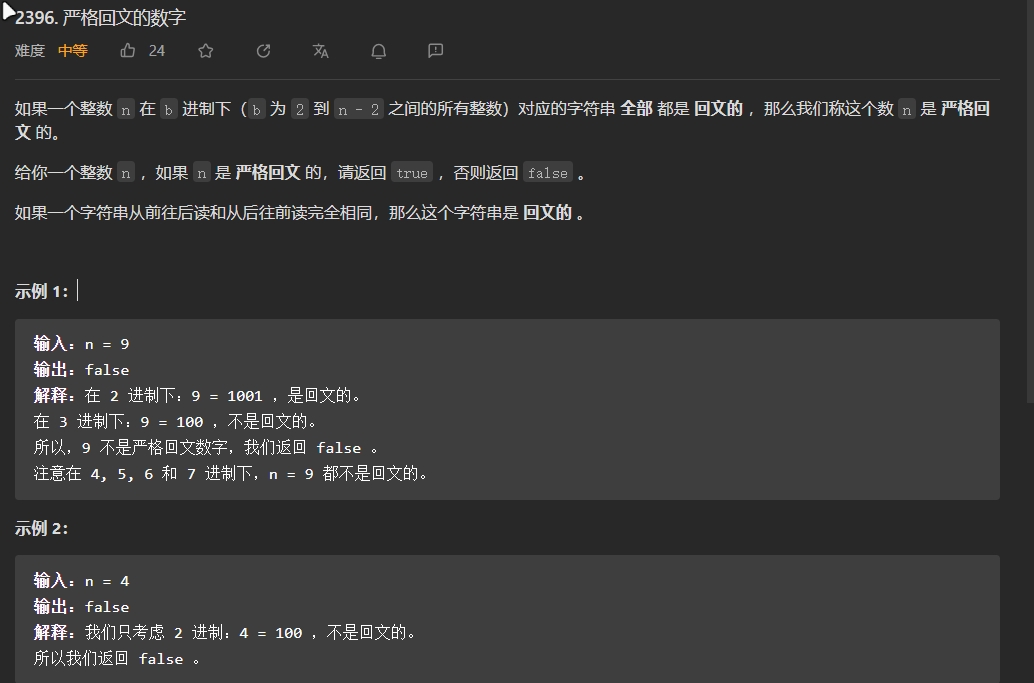 2396. 严格回文的数字
难度 中等 24
如果一个整数 n 在 b 进制下（b 为 2 到 n - 2 之间的所有整数）对应的字符串 全部 都是 回文的 ，那么我们称这个数 n 是 严格回
文 的。
给你一个整数 n ，如果 n 是 严格回文 的，请返回 true ，否则返回 false 。
如果一个字符串从前往后读和从后往前读完全相同，那么这个字符串是 回文的 。
示例 1：
输入：n = 9
输出：false
解释：在 2 进制下：9 = 1001 ，是回文的。
在 3 进制下：9 = 100 ，不是回文的。
所以，9 不是严格回文数字，我们返回 false 。
注意在 4, 5, 6 和 7 进制下，n = 9 都不是回文的。
示例 2：
输入：n = 4
输出：false
解释：我们只考虑 2 进制：4 = 100 ，不是回文的。
所以我们返回 false 。